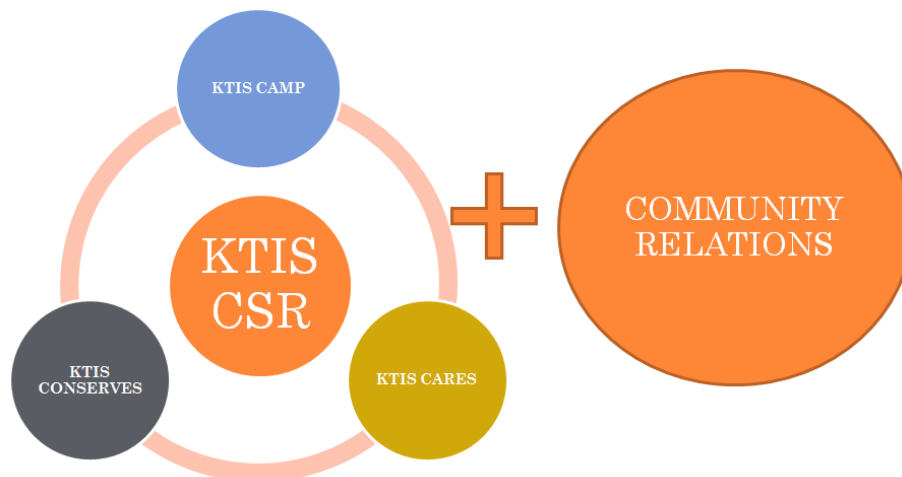 KTIS CAMP
KTIS
CSR
KTIS
CONSERVES
KTIS CARES
COMMUNITY
RELATIONS